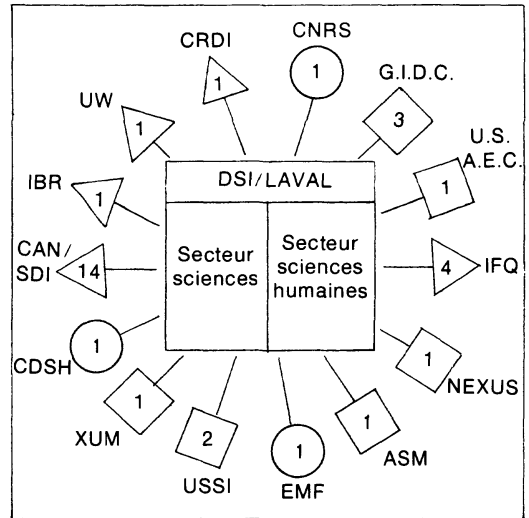 CNRS
1
CRDI
1
G.I.D.C.
3
UW
1
U.S.
A.E.C.
1
IBR
1
DSI/LAVAL
Secteur
sciences
Secteur
sciences
humaines
CAN/
SDI
14
4
IFQ
CDSH
1
1
NEXUS
1
XUM
2
USSI
1
EMF
1
ASM